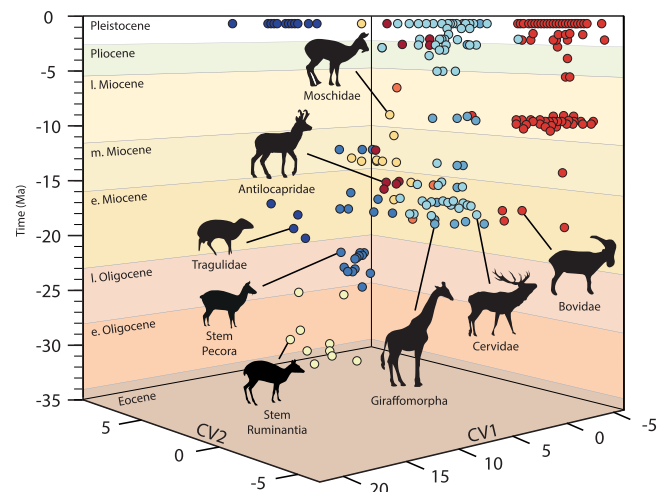 0
Pleistocene
Pliocene
-5
l. Miocene
Moschidae
-10
m. Miocene
Antilocapridae
-15
e. Miocene
Time (Ma)
-20
Tragulidae
l. Oligocene
-25
Stem
Pecora
Bovidae
e. Oligocene
-30
Cervidae
-35
Eocene
Stem
Ruminantia
Giraffomorpha
5
CV2
0
-5
CV1
-5
0
5
10
15
20